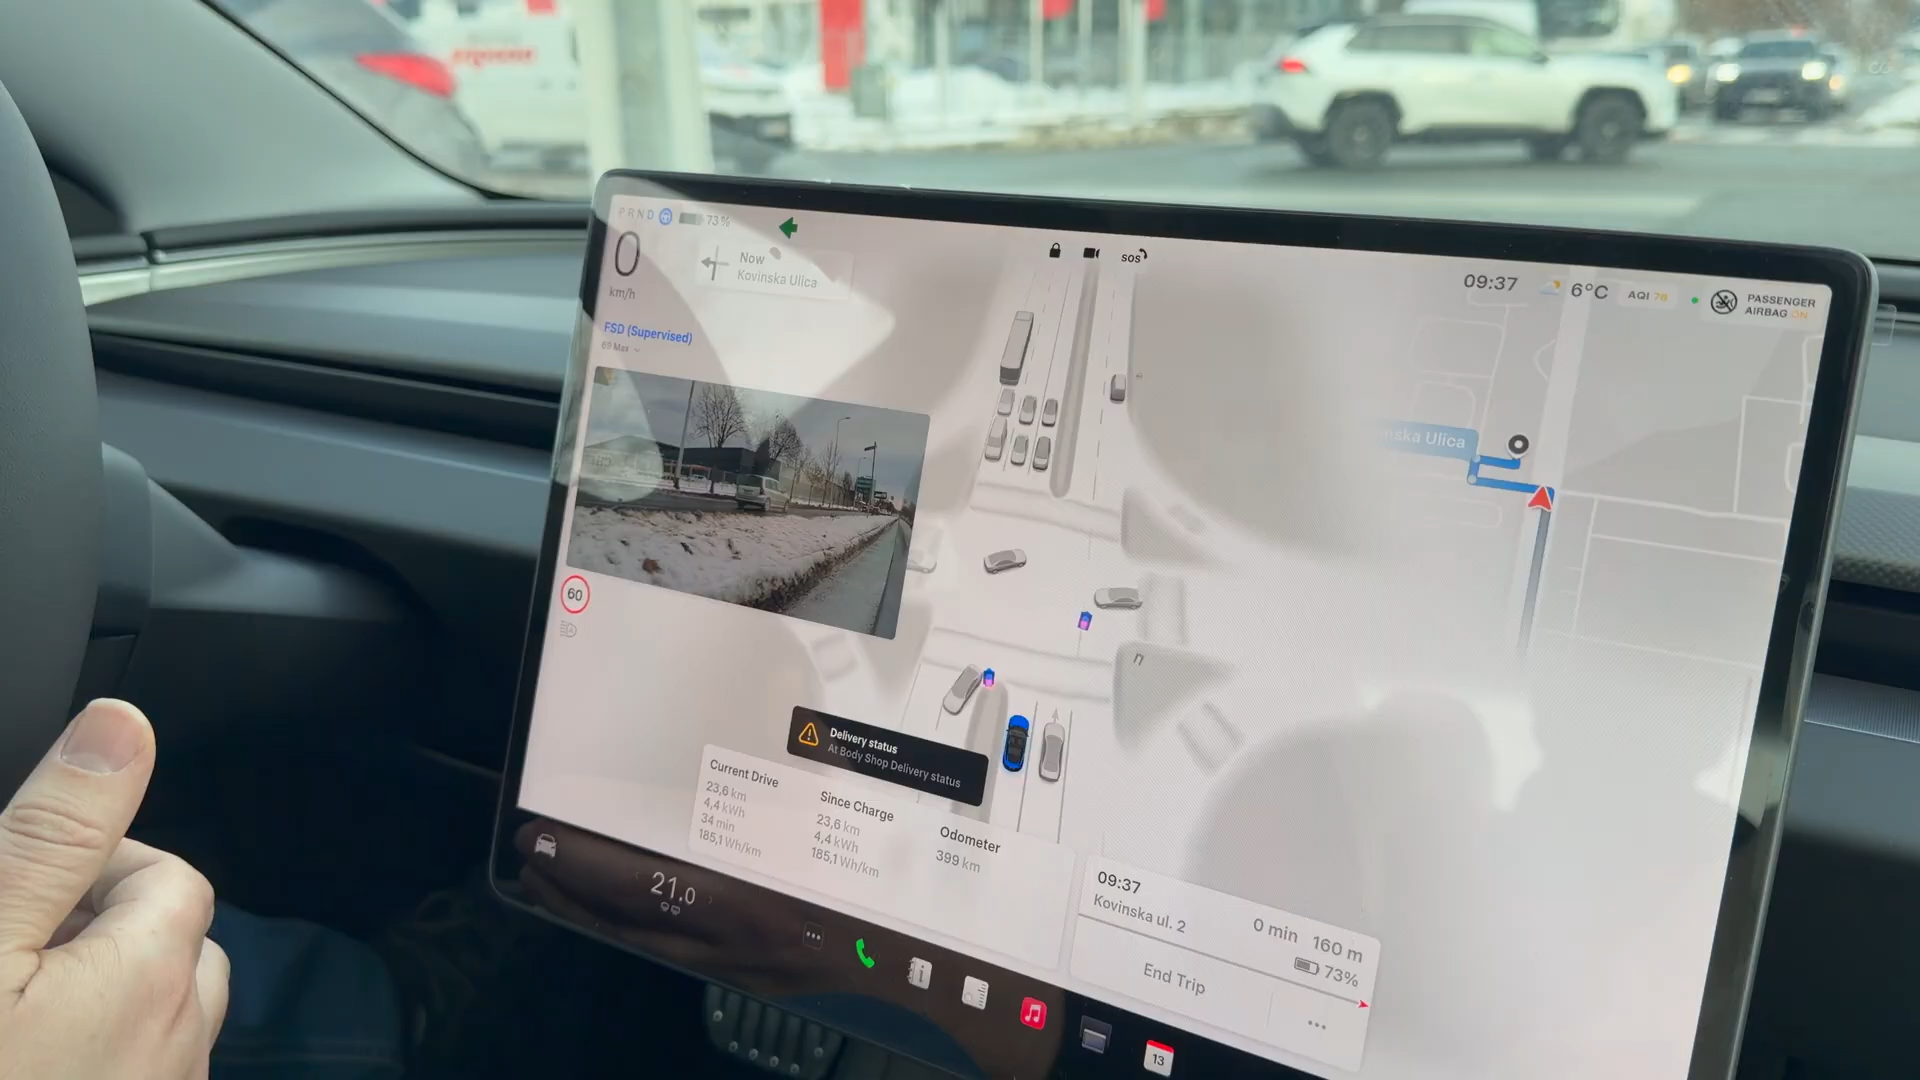 P R N D
73 %
0
km/h
Now
Kovinska Ulica
FSD (Supervised)
69 Max
SOS
09:37
6°C
AQI 78
PASSENGER
AIRBAG ON
Ulica
60
Delivery status
At Body Shop Delivery status
Current Drive
23,6 km
4,4 kWh
34 min
185,1 Wh/km
Since Charge
23,6 km
4,4 kWh
185,1 Wh/km
Odometer
399 km
09:37
Kovinska ul. 2
0 min
160 m
73%
End Trip
21.0
13